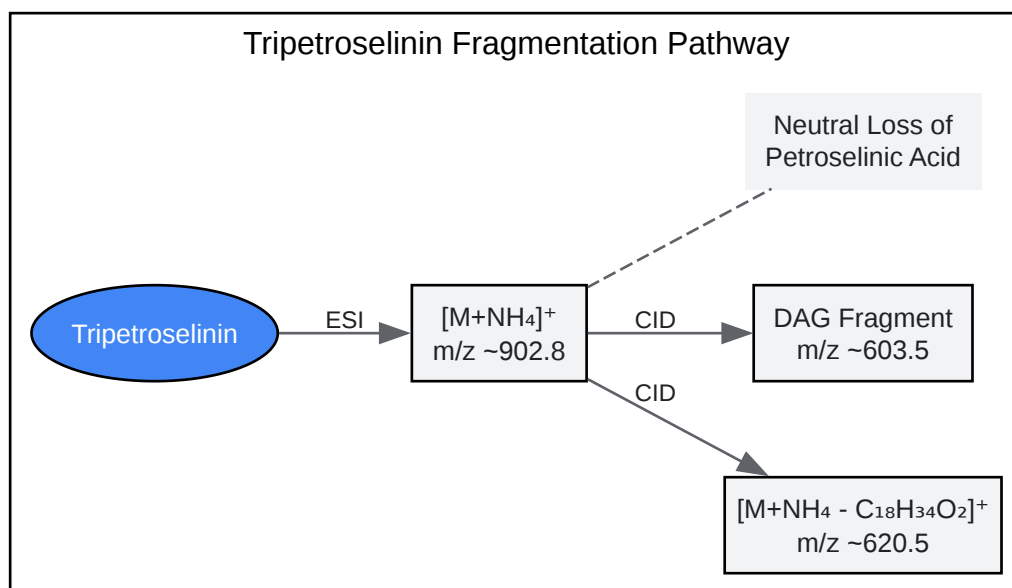 Tripetroselinin Fragmentation Pathway
Neutral Loss of
Petroselinic Acid
Tripetroselinin
ESI
[M+NH₄]⁺
m/z ~902.8
CID
DAG Fragment
m/z ~603.5
CID
[M+NH₄ - C₁₈H₃₄O₂]⁺
m/z ~620.5